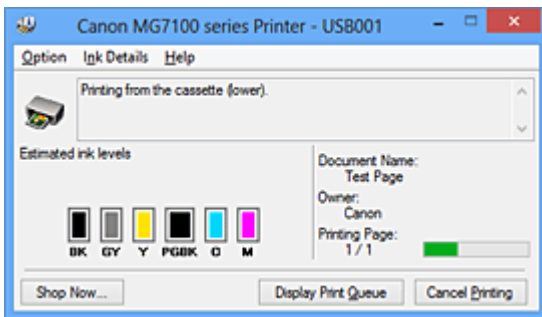 Canon MG7100 series Printer - USB001
Option Ink Details Help
Printing from the cassette (lower).
Estimated ink levels
Document Name:
Test Page
Owner:
Canon
Printing Page:
1 / 1
BK GY Y PGBK C M
Shop Now... Display Print Queue Cancel Printing